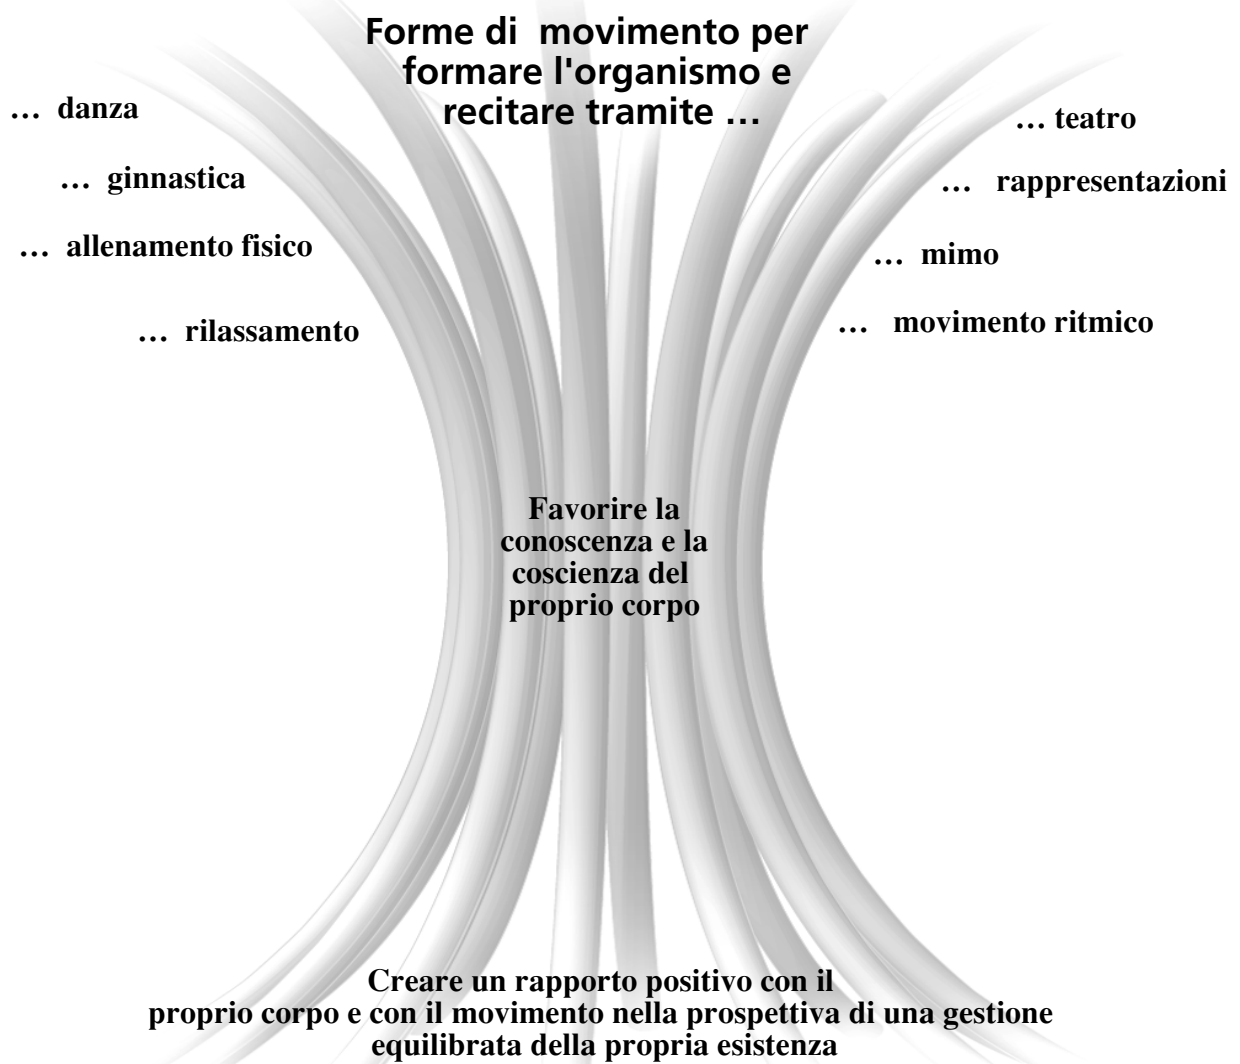 Forme di movimento per
formare l'organismo e
recitare tramite …
… danza
… ginnastica
… allenamento fisico
… rilassamento
… teatro
… rappresentazioni
… mimo
… movimento ritmico
Favorire la
conoscenza e la
coscienza del
proprio corpo
Creare un rapporto positivo con il
proprio corpo e con il movimento nella prospettiva di una gestione
equilibrata della propria esistenza